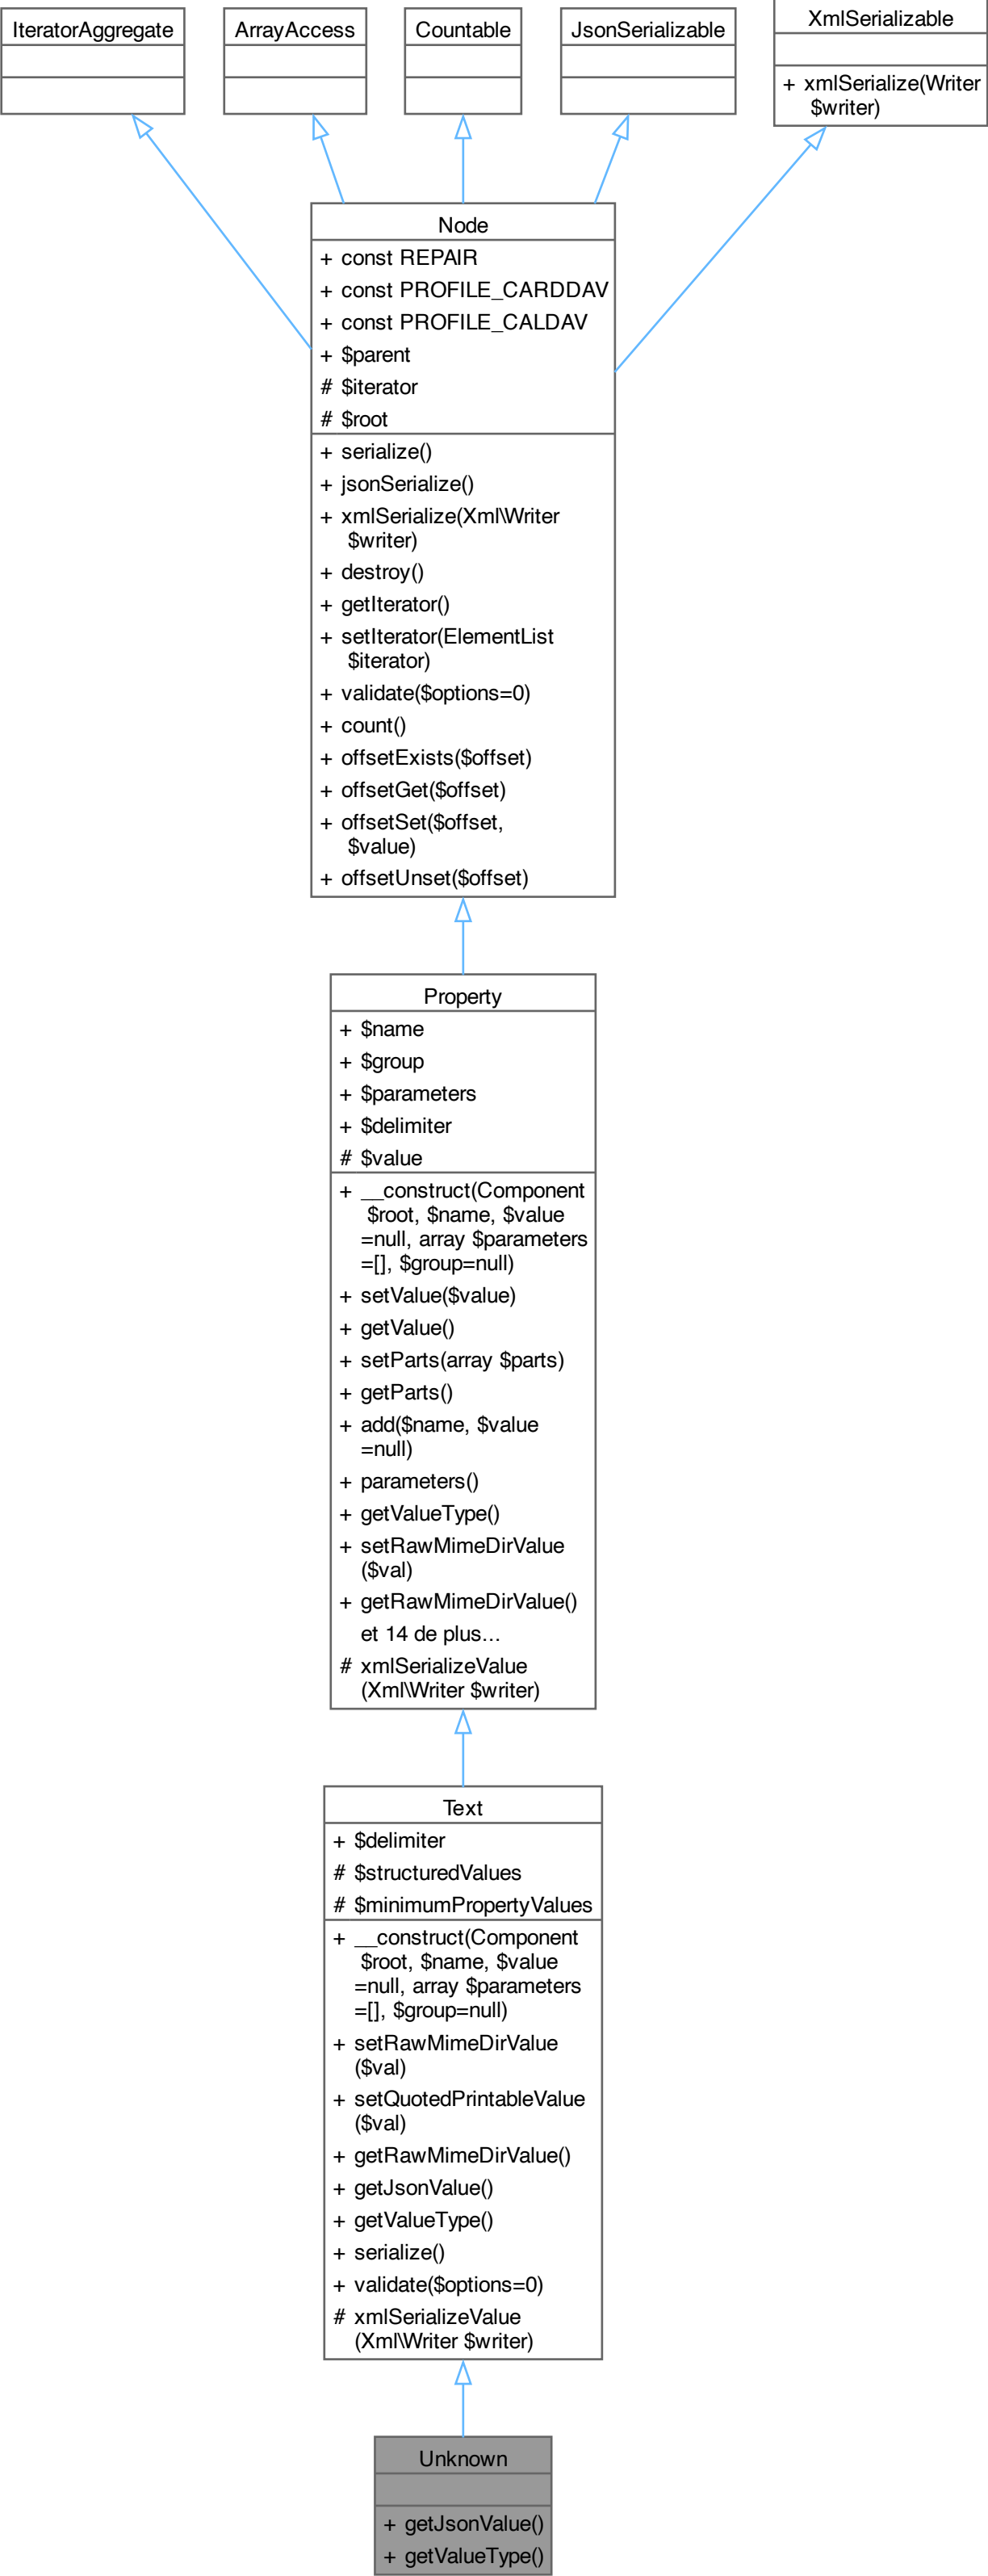 IteratorAggregate
ArrayAccess
Countable
JsonSerializable
XmlSerializable
+ xmlSerialize(Writer
$writer)
Node
+ const REPAIR
+ const PROFILE_CARDDAV
+ const PROFILE_CALDAV
+ $parent
# $iterator
# $root
+ serialize()
+ jsonSerialize()
+ xmlSerialize(Xml\Writer
$writer)
+ destroy()
+ getIterator()
+ setIterator(ElementList
$iterator)
+ validate($options=0)
+ count()
+ offsetExists($offset)
+ offsetGet($offset)
+ offsetSet($offset,
$value)
+ offsetUnset($offset)
Property
+ $name
+ $group
+ $parameters
+ $delimiter
# $value
+ __construct(Component
$root, $name, $value
=null, array $parameters
=[], $group=null)
+ setValue($value)
+ getValue()
+ setParts(array $parts)
+ getParts()
+ add($name, $value
=null)
+ parameters()
+ getValueType()
+ setRawMimeDirValue
($val)
+ getRawMimeDirValue()
et 14 de plus...
# xmlSerializeValue
(Xml\Writer $writer)
Text
+ $delimiter
# $structuredValues
# $minimumPropertyValues
+ __construct(Component
$root, $name, $value
=null, array $parameters
=[], $group=null)
+ setRawMimeDirValue
($val)
+ setQuotedPrintableValue
($val)
+ getRawMimeDirValue()
+ getJsonValue()
+ getValueType()
+ serialize()
+ validate($options=0)
# xmlSerializeValue
(Xml\Writer $writer)
Unknown
+ getJsonValue()
+ getValueType()